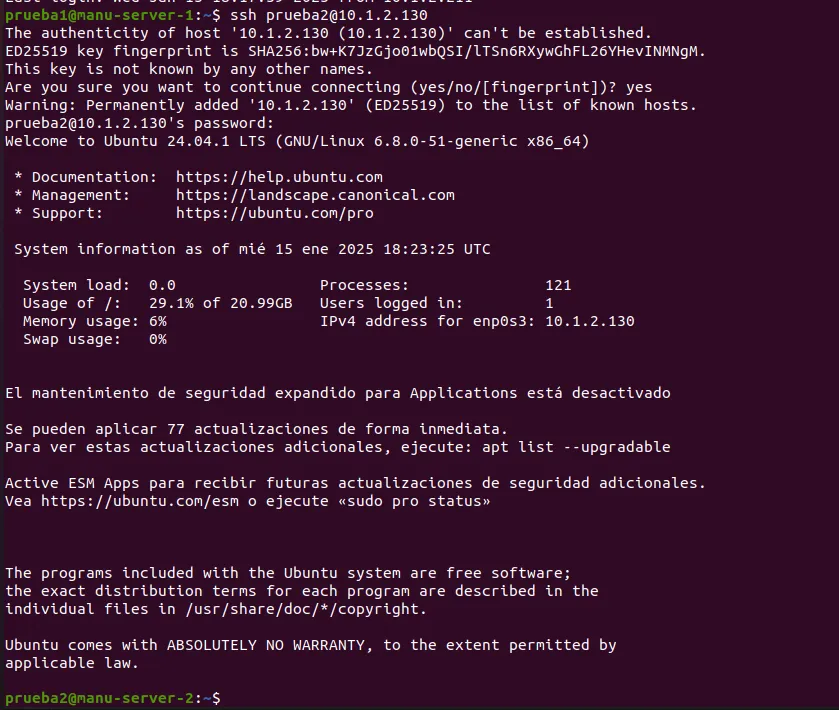 prueba1@manu-server-1:~$ ssh prueba2@10.1.2.130
The authenticity of host '10.1.2.130 (10.1.2.130)' can't be established.
ED25519 key fingerprint is SHA256:bw+K7JzGjo01wbQSI/lTSn6RXywGhFL26YHevINMNgM.
This key is not known by any other names.
Are you sure you want to continue connecting (yes/no/[fingerprint])? yes
Warning: Permanently added '10.1.2.130' (ED25519) to the list of known hosts.
prueba2@10.1.2.130's password:
Welcome to Ubuntu 24.04.1 LTS (GNU/Linux 6.8.0-51-generic x86_64)

 * Documentation:  https://help.ubuntu.com
 * Management:     https://landscape.canonical.com
 * Support:        https://ubuntu.com/pro

 System information as of mié 15 ene 2025 18:23:25 UTC

  System load:  0.0                Processes:               121
  Usage of /:   29.1% of 20.99GB   Users logged in:         1
  Memory usage: 6%                 IPv4 address for enp0s3: 10.1.2.130
  Swap usage:   0%

El mantenimiento de seguridad expandido para Applications está desactivado

Se pueden aplicar 77 actualizaciones de forma inmediata.
Para ver estas actualizaciones adicionales, ejecute: apt list --upgradable

Active ESM Apps para recibir futuras actualizaciones de seguridad adicionales.
Vea https://ubuntu.com/esm o ejecute «sudo pro status»

The programs included with the Ubuntu system are free software;
the exact distribution terms for each program are described in the
individual files in /usr/share/doc/*/copyright.

Ubuntu comes with ABSOLUTELY NO WARRANTY, to the extent permitted by
applicable law.

prueba2@manu-server-2:~$